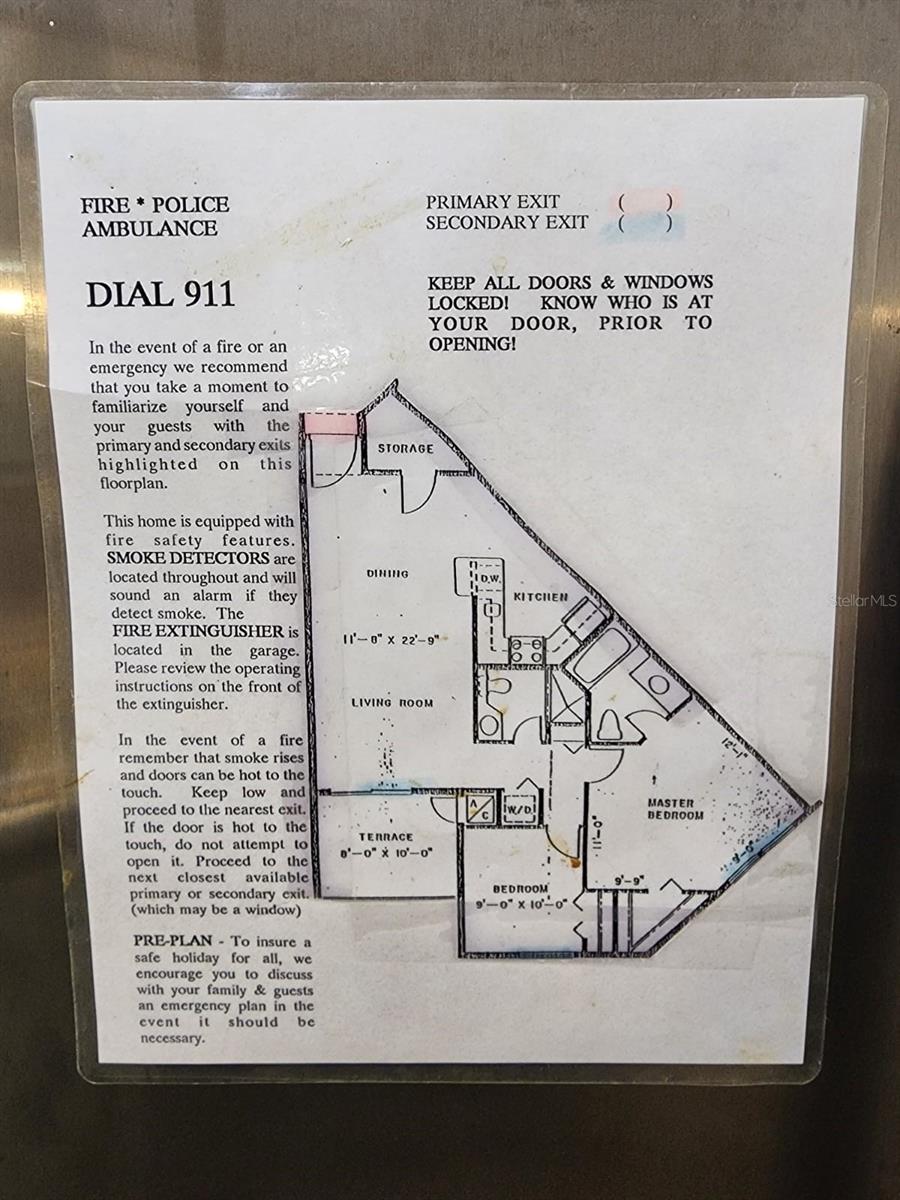 FIRE * POLICE
AMBULANCE
DIAL 911
In the event of a fire or an
emergency we recommend
that you take a moment to
familiarize yourself and
your guests with the
primary and secondary exits
highlighted on this
floorplan.
This home is equipped with
fire safety features.
SMOKE DETECTORS are
located throughout and will
sound an alarm if they
detect smoke. The
FIRE EXTINGUISHER is
located in the garage.
Please review the operating
instructions on the front of
the extinguisher.
In the event of a fire
remember that smoke rises
and doors can be hot to the
touch. Keep low and
proceed to the nearest exit.
If the door is hot to the
touch, do not attempt to
open it. Proceed to the
next closest available
primary or secondary exit.
(which may be a window)
PRE-PLAN - To insure a
safe holiday for all, we
encourage you to discuss
with your family & guests
an emergency plan in the
event it should be
necessary.
PRIMARY EXIT ( )
SECONDARY EXIT ( )
KEEP ALL DOORS & WINDOWS
LOCKED! KNOW WHO IS AT
YOUR DOOR, PRIOR TO
OPENING!
STORAGE
DINING
D.W.
KITCHEN
11'-8" X 22'-9"
LIVING ROOM
12'-1"
MASTER
BEDROOM
A/C
W/D
TERRACE
8'-0" X 10'-0"
11'-0"
9'-9"
BEDROOM
9'-0" X 10'-0"
StellarMLS